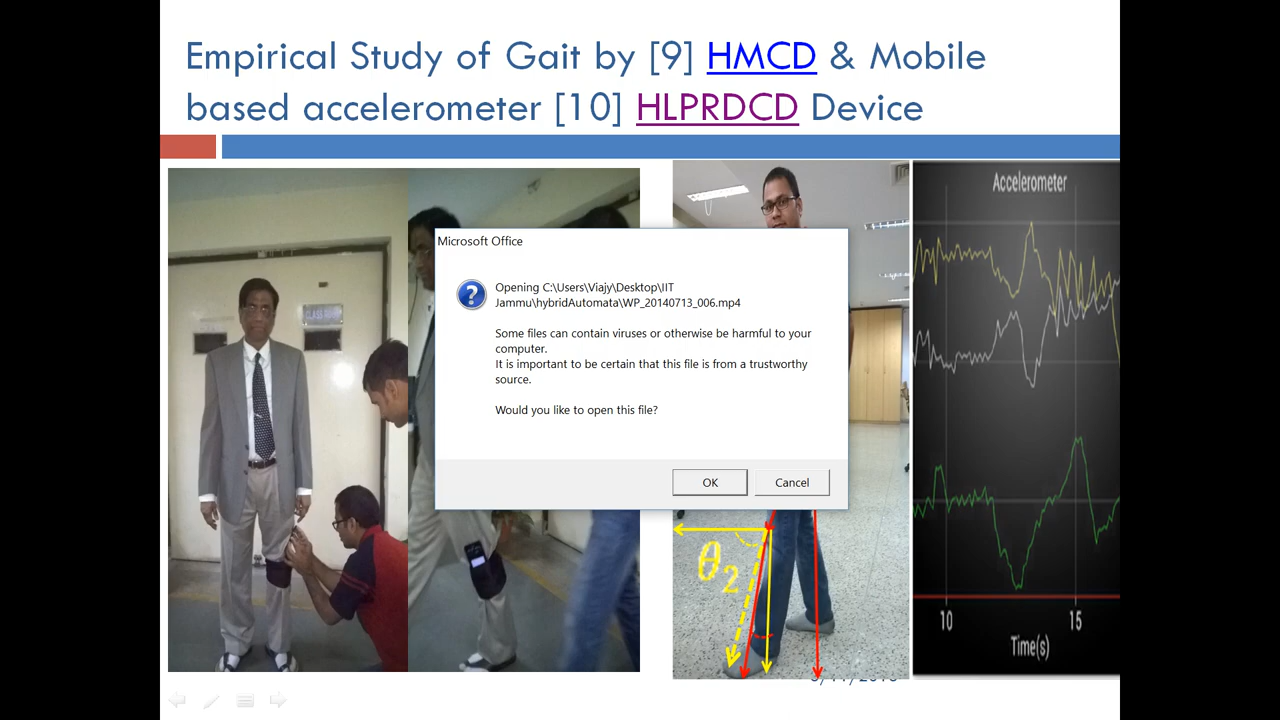 Empirical Study of Gait by [9] HMCD & Mobile
based accelerometer [10] HLPRDCD Device
CLASS ROOM
Accelerometer
Microsoft Office
Opening C:\Users\Viajy\Desktop\IIT
Jammu\hybridAutomata\WP_20140713_006.mp4
Some files can contain viruses or otherwise be harmful to your
computer.
It is important to be certain that this file is from a trustworthy
source.
Would you like to open this file?
OK
Cancel
θ2
10
15
Time(s)